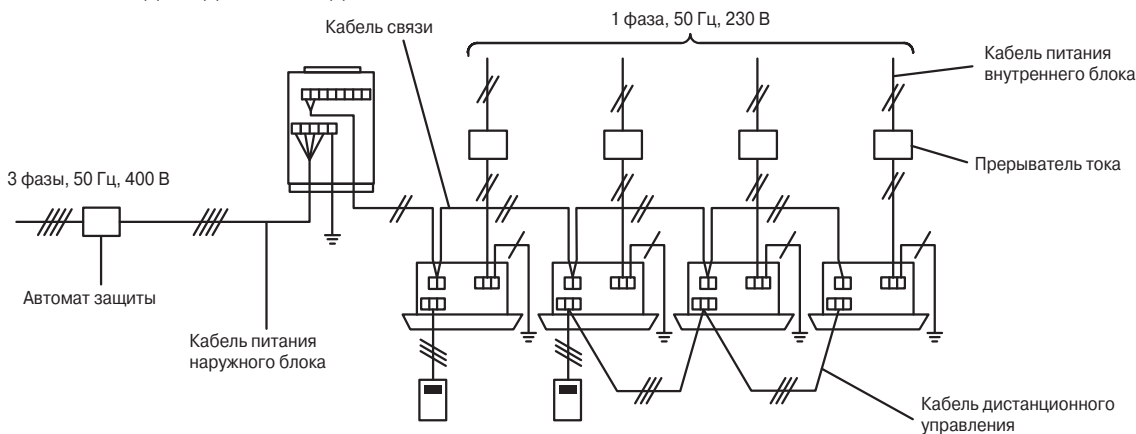 1 фаза, 50 Гц, 230 В
Кабель связи
Кабель питания
внутреннего блока
Прерыватель тока
3 фазы, 50 Гц, 400 В
Автомат защиты
Кабель питания
наружного блока
Кабель дистанционного
управления